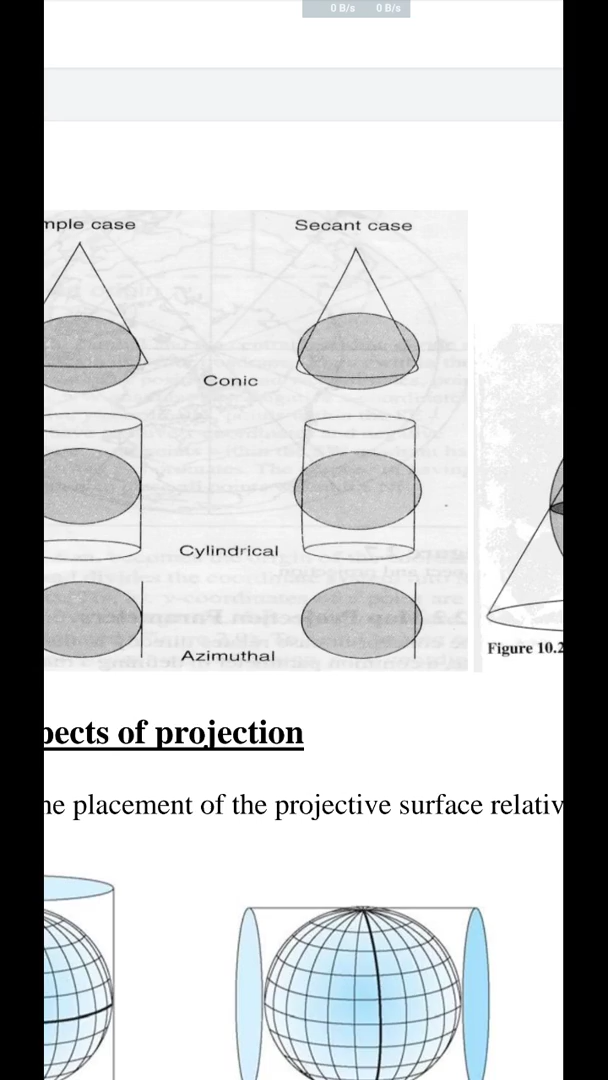 0 B/s 0 B/s
mple case Secant case
Conic
Cylindrical
Azimuthal
Figure 10.2
pects of projection
he placement of the projective surface relativ